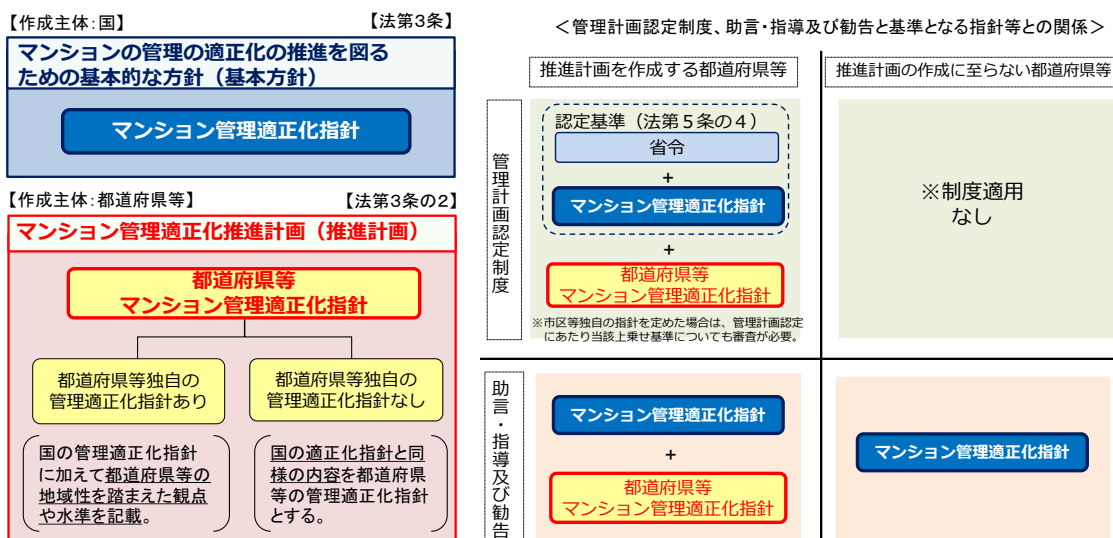 【作成主体:国】
【法第3条】
マンションの管理の適正化の推進を図る
ための基本的な方針（基本方針）
マンション管理適正化指針
【作成主体:都道府県等】
【法第3条の2】
マンション管理適正化推進計画（推進計画）
都道府県等
マンション管理適正化指針
都道府県等独自の
管理適正化指針あり
都道府県等独自の
管理適正化指針なし
国の管理適正化指針
に加えて都道府県等の
地域性を踏まえた観点
や水準を記載。
国の適正化指針と同
様の内容を都道府県
等の管理適正化指針
とする。
＜管理計画認定制度、助言・指導及び勧告と基準となる指針等との関係＞
推進計画を作成する都道府県等
推進計画の作成に至らない都道府県等
管理計画認定制度
認定基準（法第５条の４）
省令
+
マンション管理適正化指針
+
都道府県等
マンション管理適正化指針
※市区等独自の指針を定めた場合は、管理計画認定
にあたり当該上乗せ基準についても審査が必要。
※制度適用
なし
助言・指導及び勧告
マンション管理適正化指針
+
都道府県等
マンション管理適正化指針
マンション管理適正化指針